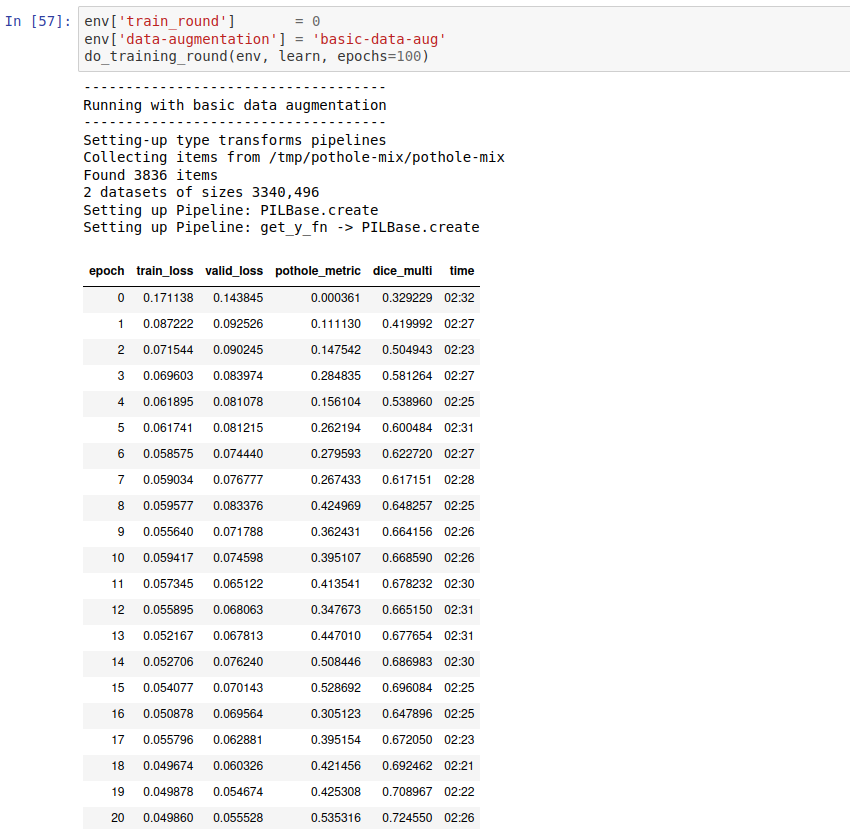 In [57]: env['train_round']       = 0
env['data-augmentation'] = 'basic-data-aug'
do_training_round(env, learn, epochs=100)
------------------------------------
Running with basic data augmentation
------------------------------------
Setting-up type transforms pipelines
Collecting items from /tmp/pothole-mix/pothole-mix
Found 3836 items
2 datasets of sizes 3340,496
Setting up Pipeline: PILBase.create
Setting up Pipeline: get_y_fn -> PILBase.create
epoch train_loss valid_loss pothole_metric dice_multi time
0 0.171138 0.143845 0.000361 0.329229 02:32
1 0.087222 0.092526 0.111130 0.419992 02:27
2 0.071544 0.090245 0.147542 0.504943 02:23
3 0.069603 0.083974 0.284835 0.581264 02:27
4 0.061895 0.081078 0.156104 0.538960 02:25
5 0.061741 0.081215 0.262194 0.600484 02:31
6 0.058575 0.074440 0.279593 0.622720 02:27
7 0.059034 0.076777 0.267433 0.617151 02:28
8 0.059577 0.083376 0.424969 0.648257 02:25
9 0.055640 0.071788 0.362431 0.664156 02:26
10 0.059417 0.074598 0.395107 0.668590 02:26
11 0.057345 0.065122 0.413541 0.678232 02:30
12 0.055895 0.068063 0.347673 0.665150 02:31
13 0.052167 0.067813 0.447010 0.677654 02:31
14 0.052706 0.076240 0.508446 0.686983 02:30
15 0.054077 0.070143 0.528692 0.696084 02:25
16 0.050878 0.069564 0.305123 0.647896 02:25
17 0.055796 0.062881 0.395154 0.672050 02:23
18 0.049674 0.060326 0.421456 0.692462 02:21
19 0.049878 0.054674 0.425308 0.708967 02:22
20 0.049860 0.055528 0.535316 0.724550 02:26